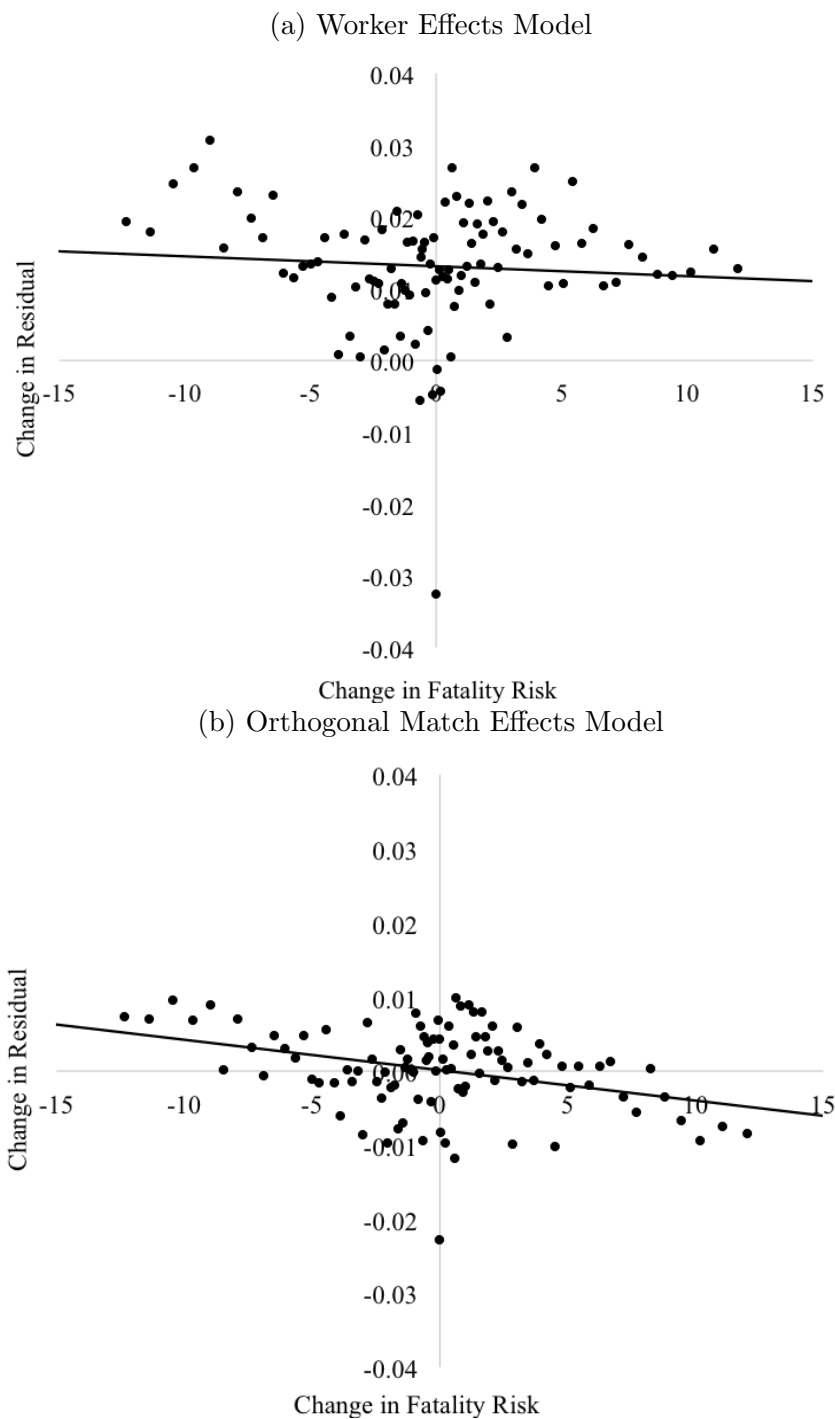 (a) Worker Effects Model
0.04
0.03
0.02
0.01
0.00
-15 -10 -5 0 5 10 15
-0.01
-0.02
-0.03
-0.04
Change in Residual
Change in Fatality Risk
(b) Orthogonal Match Effects Model
0.04
0.03
0.02
0.01
0.00
-15 -10 -5 0 5 10 15
-0.01
-0.02
-0.03
-0.04
Change in Residual
Change in Fatality Risk